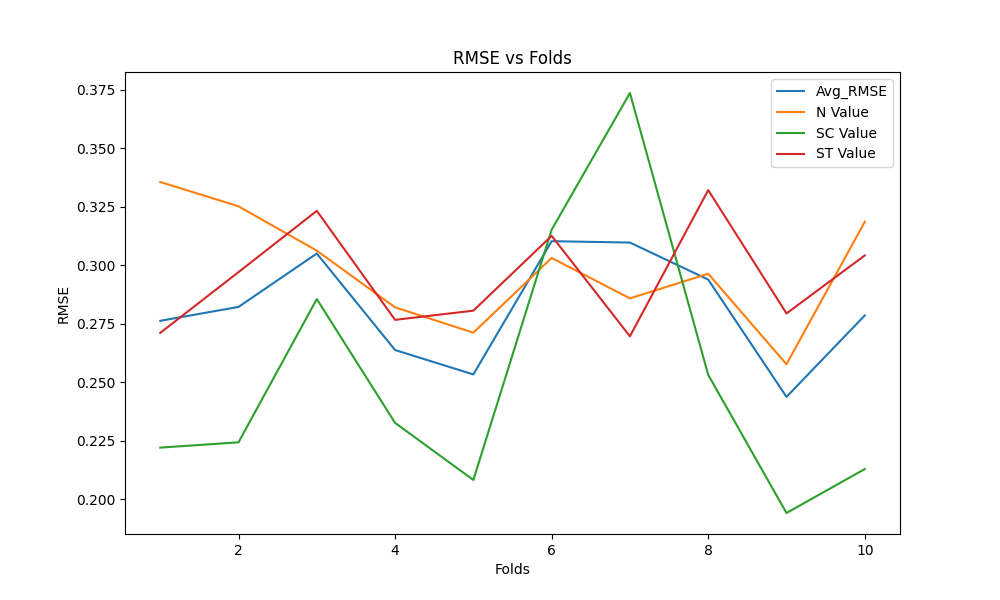 RMSE vs Folds
Avg_RMSE
N Value
SC Value
ST Value
0.375
0.350
0.325
0.300
0.275
0.250
0.225
0.200
RMSE
2 4 6 8 10
Folds